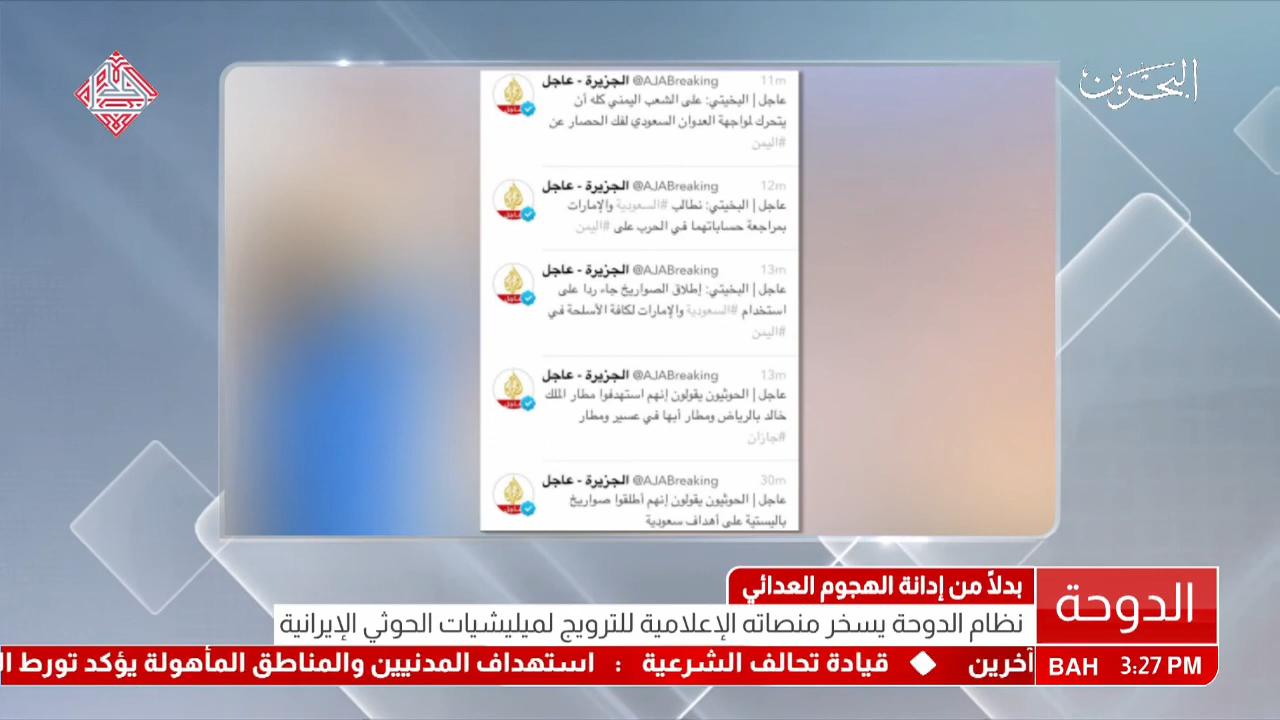 البحرين
الجزيرة - عاجل @AJABreaking 11m
عاجل | البخيتي: على الشعب اليمني كله أن
يتحرك لمواجهة العدوان السعودي لفك الحصار عن
#اليمن
الجزيرة - عاجل @AJABreaking 12m
عاجل | البخيتي: نطالب #السعودية والإمارات
بمراجعة حساباتهما في الحرب على #اليمن
الجزيرة - عاجل @AJABreaking 13m
عاجل | البخيتي: إطلاق الصواريخ جاء ردا على
استخدام #السعودية والإمارات لكافة الأسلحة في
#اليمن
الجزيرة - عاجل @AJABreaking 13m
عاجل | الحوثيون يقولون إنهم استهدفوا مطار الملك
خالد بالرياض ومطار أبها في عسير ومطار
#جازان
الجزيرة - عاجل @AJABreaking 30m
عاجل | الحوثيون يقولون إنهم أطلقوا صواريخ
باليستية على أهداف سعودية
الدوحة
بدلاً من إدانة الهجوم العدائي
نظام الدوحة يسخر منصاته الإعلامية للترويج لميليشيات الحوثي الإيرانية
BAH 3:27 PM
آخرين ◆ قيادة تحالف الشرعية : استهداف المدنيين والمناطق المأهولة يؤكد تورط ال